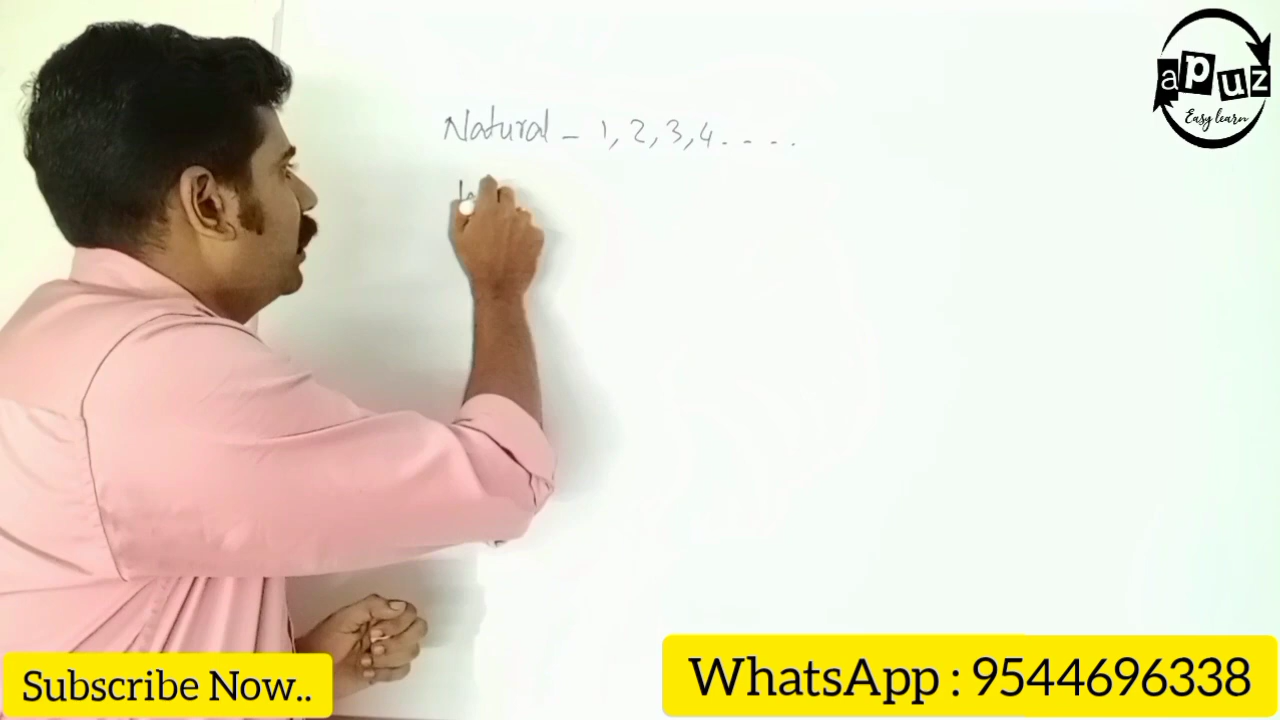 apuz
Easy learn
Natural – 1, 2, 3, 4 - - - -
Subscribe Now..
WhatsApp : 9544696338